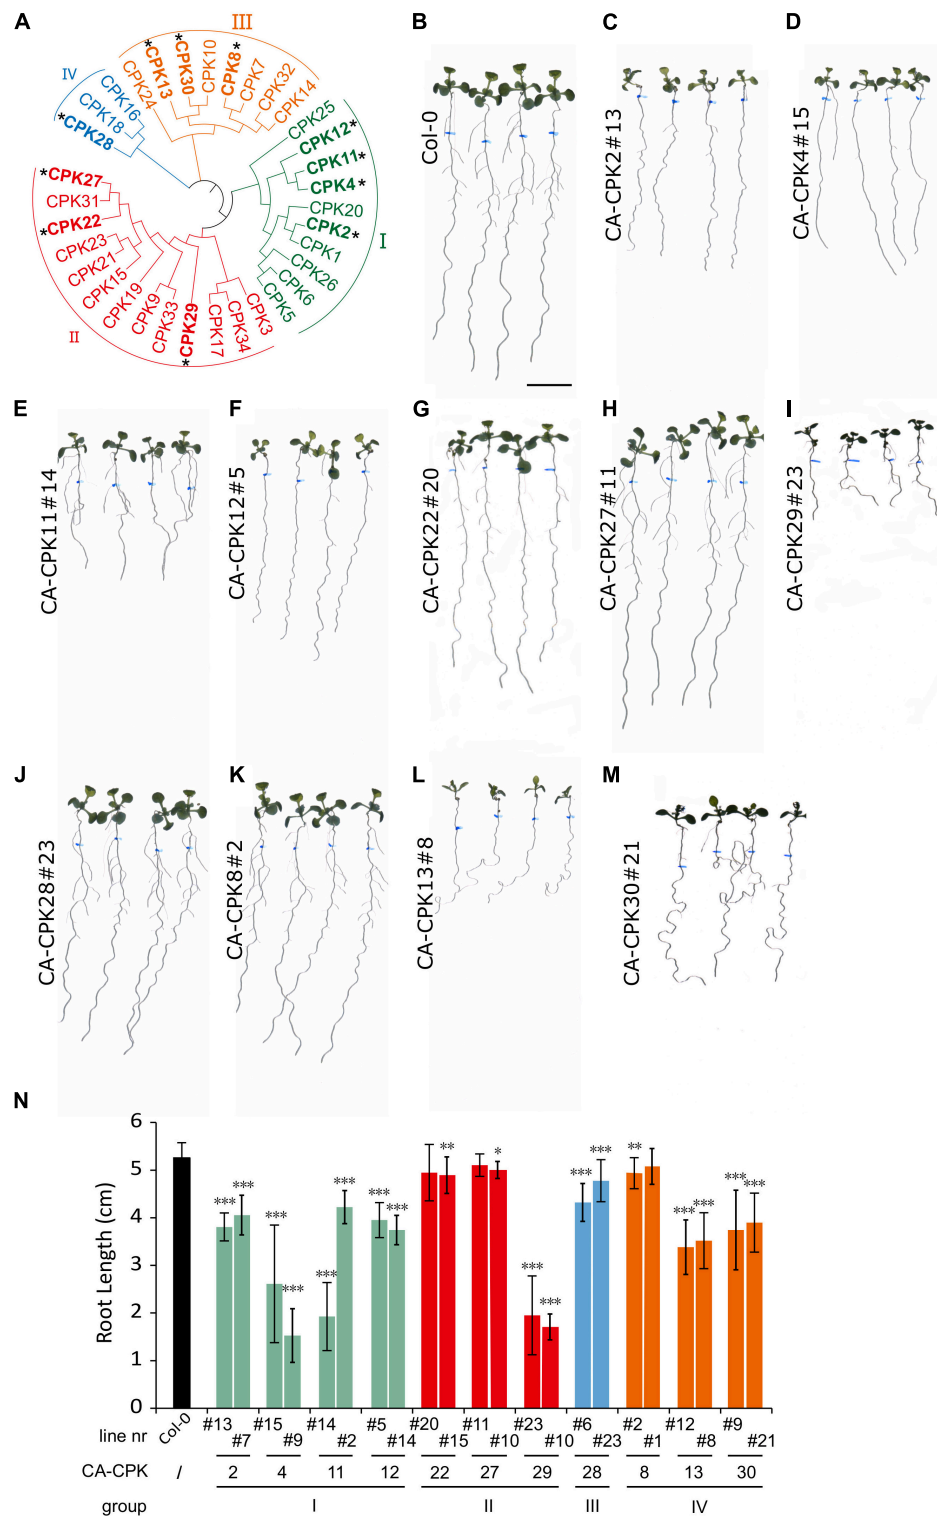 A
III
IV
CPK24
*CPK13
*CPK30
CPK10
CPK8*
CPK7
CPK32
CPK14
CPK16
CPK18
*CPK28
CPK25
CPK12*
CPK11*
CPK4*
CPK20
CPK2*
CPK1
CPK26
CPK6
CPK5
I
*CPK27
CPK31
*CPK22
CPK23
CPK21
CPK15
CPK19
CPK9
CPK33
CPK29
*
CPK17
CPK34
CPK3
II
B
Col-0
C
CA-CPK2#13
D
CA-CPK4#15
E
CA-CPK11#14
F
CA-CPK12#5
G
CA-CPK22#20
H
CA-CPK27#11
I
CA-CPK29#23
J
CA-CPK28#23
K
CA-CPK8#2
L
CA-CPK13#8
M
CA-CPK30#21
N
Root Length (cm)
6
5
4
3
2
1
0
*** *** *** *** *** *** *** ** * *** *** *** *** ** *** *** *** ***
line nr Col-0 #13 #15 #14 #5 #20 #11 #23 #6 #2 #12 #9
#7 #9 #2 #14 #15 #10 #10 #23 #1 #8 #21
CA-CPK / 2 4 11 12 22 27 29 28 8 13 30
group I II III IV